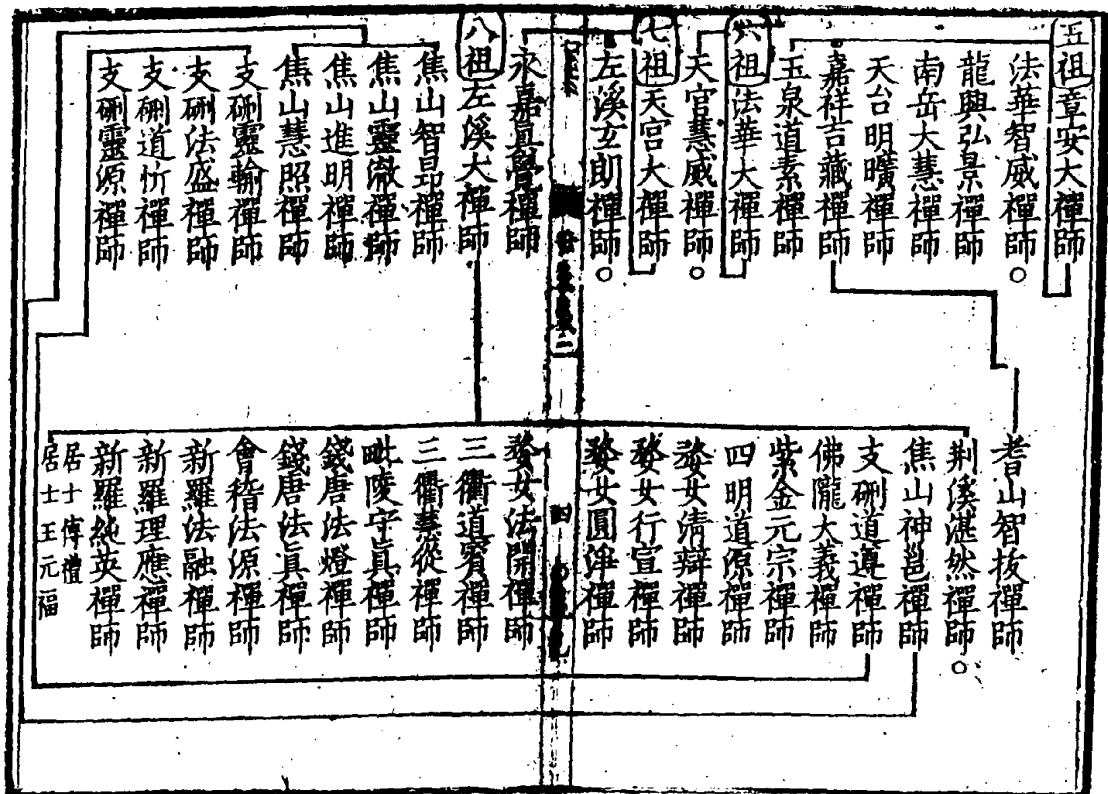 五祖章安大禪師
法華智威禪師○
龍興弘景禪師
南岳大慧禪師
天台明曠禪師
嘉祥吉藏禪師
玉泉道素禪師
六祖法華大禪師
天宮慧威禪師○
七祖天宮大禪師
左溪玄朗禪師○
永嘉眞覺禪師
八祖左溪大禪師
焦山智昂禪師
焦山靈徹禪師
焦山進明禪師
焦山慧照禪師
支硎靈輸禪師
支硎法盛禪師
支硎道忻禪師
支硎靈源禪師
耆山智拔禪師
荆溪湛然禪師○
焦山神邕禪師
支硎道遵禪師
佛隴大義禪師
紫金元宗禪師
四明道源禪師
婺女清辯禪師
婺女行宣禪師
婺女圓淨禪師
四
婺女法開禪師
三衢道賓禪師
三衢慧從禪師
毗陵守眞禪師
錢唐法燈禪師
錢唐法眞禪師
會稽法源禪師
新羅法融禪師
新羅理應禪師
新羅純英禪師
居士傅禮
居士王元福